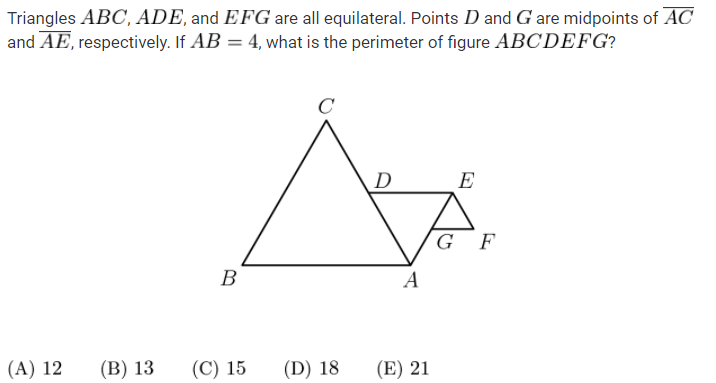 Triangles ABC, ADE, and EFG are all equilateral. Points D and G are midpoints of \overline{AC}
and \overline{AE}, respectively. If AB = 4, what is the perimeter of figure ABCDEFG?
C
D E
G F
B A
(A) 12 (B) 13 (C) 15 (D) 18 (E) 21